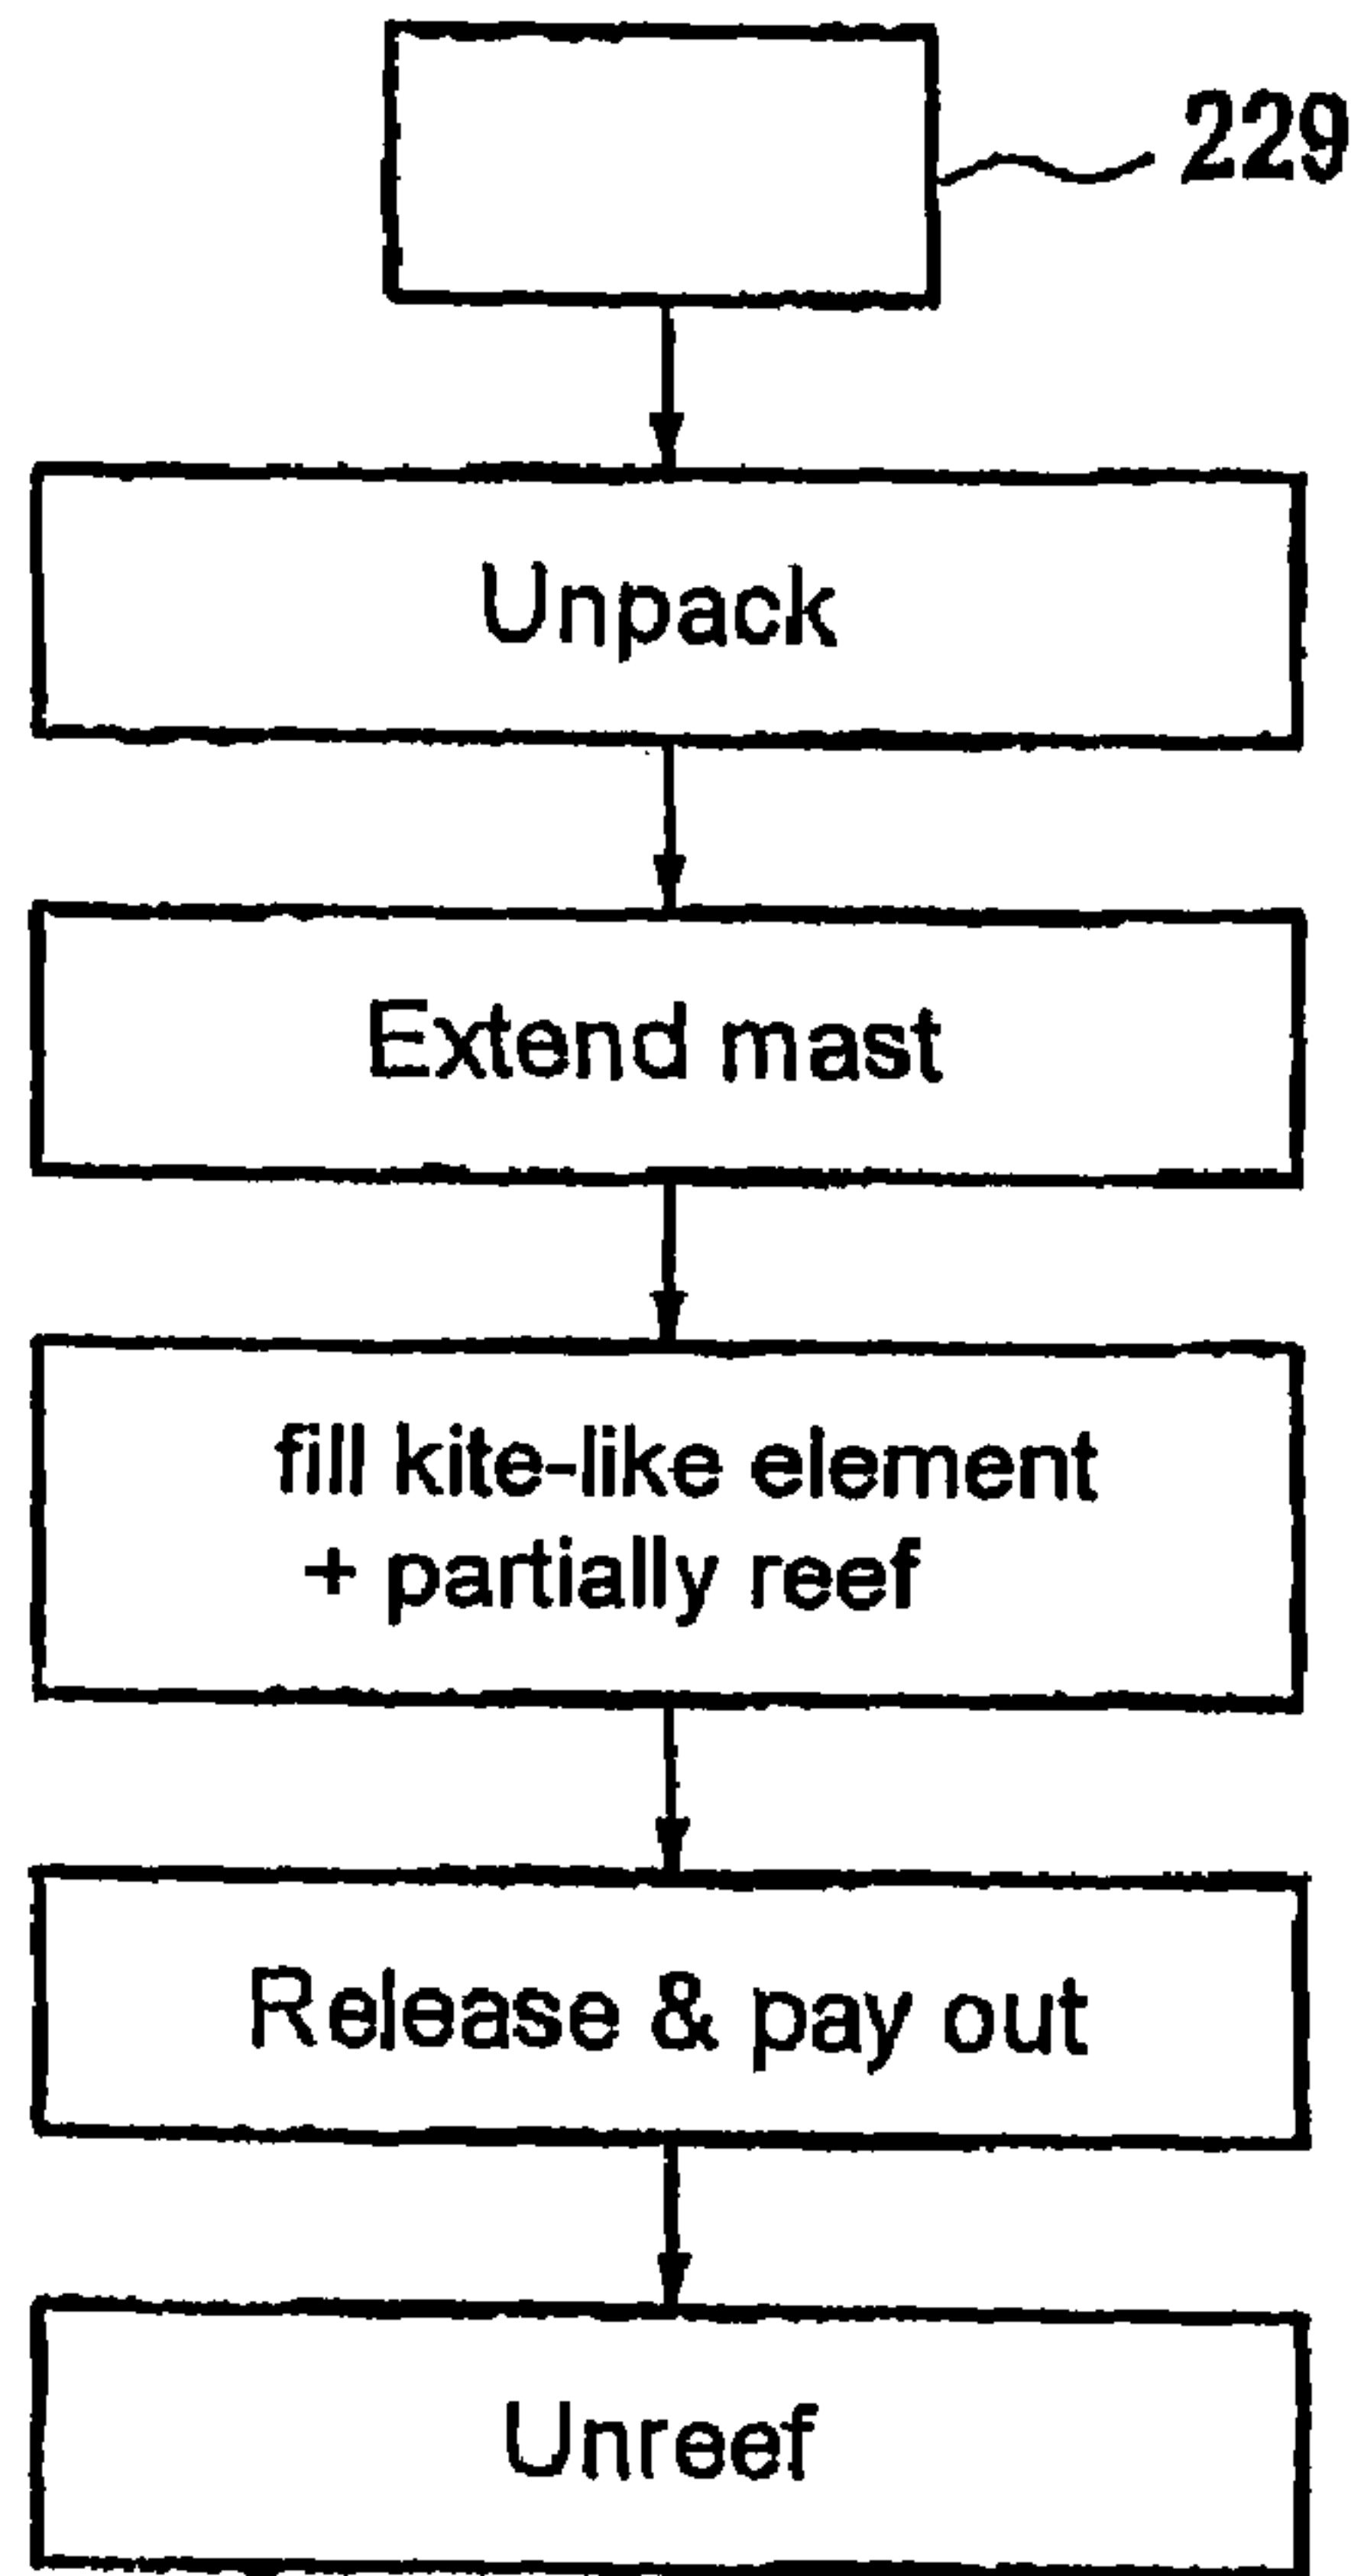 229
Unpack
Extend mast
fill kite-like element
+ partially reef
Release & pay out
Unreef